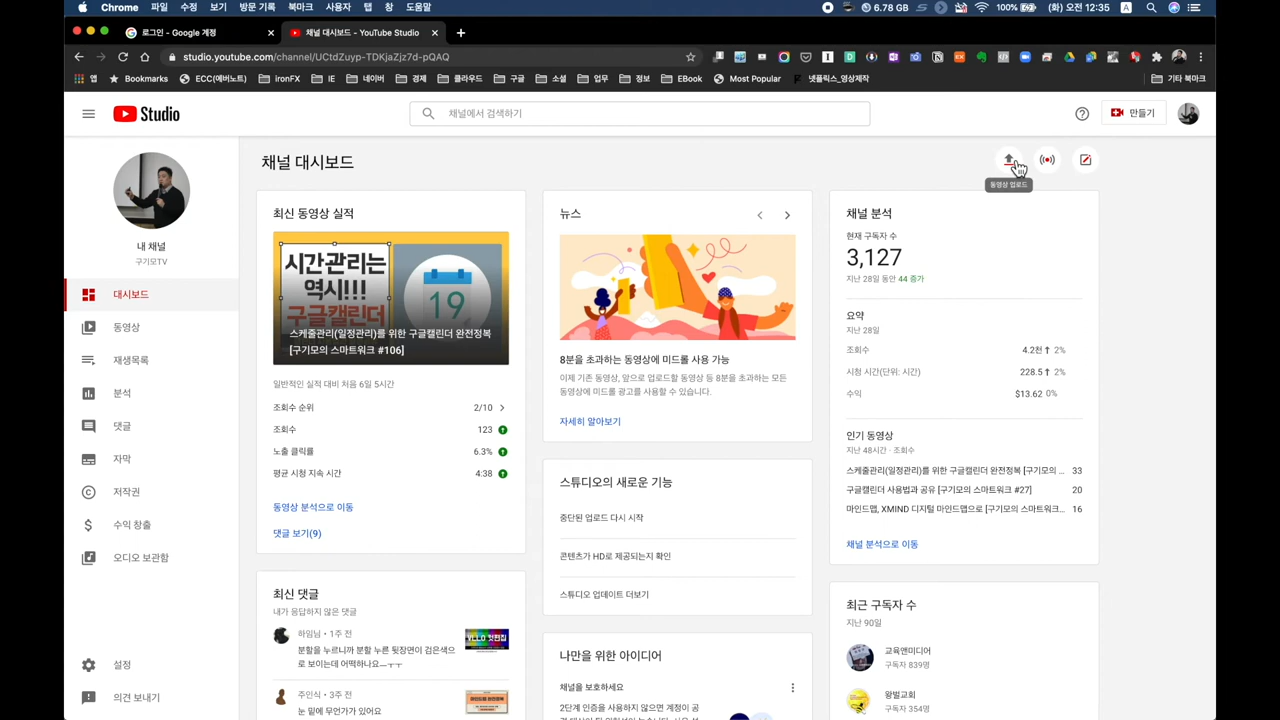 Chrome 파일 수정 보기 방문 기록 북마크 사용자 탭 창 도움말
6.78 GB 100% (화) 오전 12:35
로그인 - Google 계정
채널 대시보드 - YouTube Studio
studio.youtube.com/channel/UCtdZuyp-TDKjaZjz7d-pQAQ
앱 Bookmarks ECC(에버노트) IronFX IE 네이버 경제 클라우드 구글 소셜 업무 정보 EBook Most Popular 넷플릭스_영상제작 기타 북마크
Studio
채널에서 검색하기
만들기
내 채널
구기모TV
대시보드
동영상
재생목록
분석
댓글
자막
저작권
수익 창출
오디오 보관함
설정
의견 보내기
채널 대시보드
동영상 업로드
최신 동영상 실적
시간관리는
역시!!!
구글캘린더
19
스케줄관리(일정관리)를 위한 구글캘린더 완전정복
[구기모의 스마트워크 #106]
일반적인 실적 대비 처음 6일 5시간
조회수 순위 2/10
조회수 123
노출 클릭률 6.3%
평균 시청 지속 시간 4:38
동영상 분석으로 이동
댓글 보기(9)
최신 댓글
내가 응답하지 않은 댓글
하임님 • 1주 전
분할을 누르니까 분할 누른 뒷장면이 검은색으
로 보이는데 어떡하나요ㅡㅜㅜ
주인식 • 3주 전
눈 밑에 무언가가 있어요
뉴스
8분을 초과하는 동영상에 미드롤 사용 가능
이제 기존 동영상, 앞으로 업로드할 동영상 등 8분을 초과하는 모든
동영상에 미드롤 광고를 사용할 수 있습니다.
자세히 알아보기
스튜디오의 새로운 기능
중단된 업로드 다시 시작
콘텐츠가 HD로 제공되는지 확인
스튜디오 업데이트 더보기
나만을 위한 아이디어
채널을 보호하세요
2단계 인증을 사용하지 않으면 계정이 공
채널 분석
현재 구독자 수
3,127
지난 28일 동안 44 증가
요약
지난 28일
조회수 4.2천 2%
시청 시간(단위: 시간) 228.5 2%
수익 $13.62 0%
인기 동영상
지난 48시간 · 조회수
스케줄관리(일정관리)를 위한 구글캘린더 완전정복 [구기모의 ... 33
구글캘린더 사용법과 공유 [구기모의 스마트워크 #27] 20
마인드맵, XMIND 디지털 마인드맵으로 [구기모의 스마트워크... 16
채널 분석으로 이동
최근 구독자 수
지난 90일
교육앤미디어
구독자 839명
왕벌교회
구독자 354명